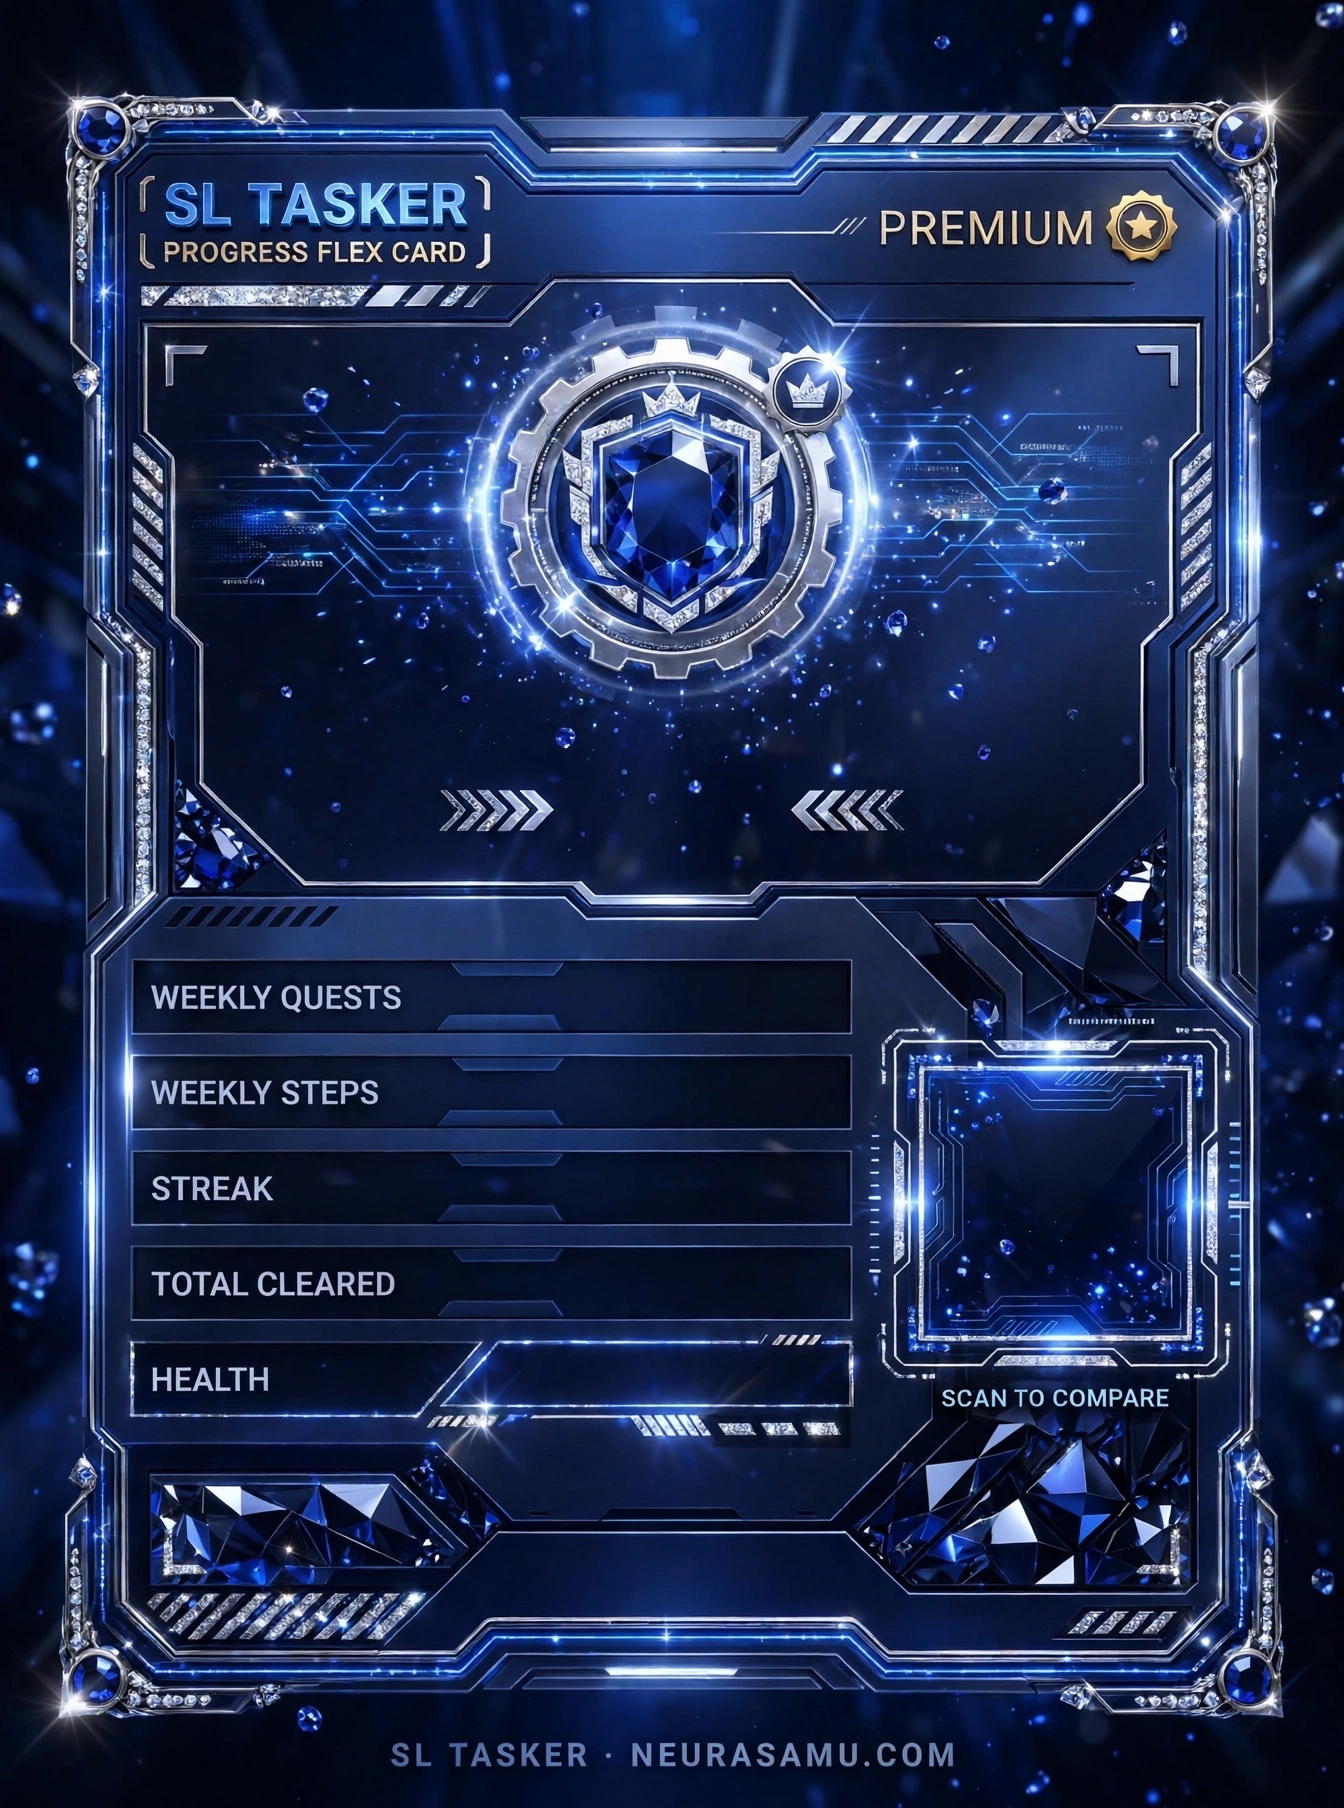 SL TASKER
PROGRESS FLEX CARD
PREMIUM
WEEKLY QUESTS
WEEKLY STEPS
STREAK
TOTAL CLEARED
HEALTH
SCAN TO COMPARE
SL TASKER · NEURASAMU.COM